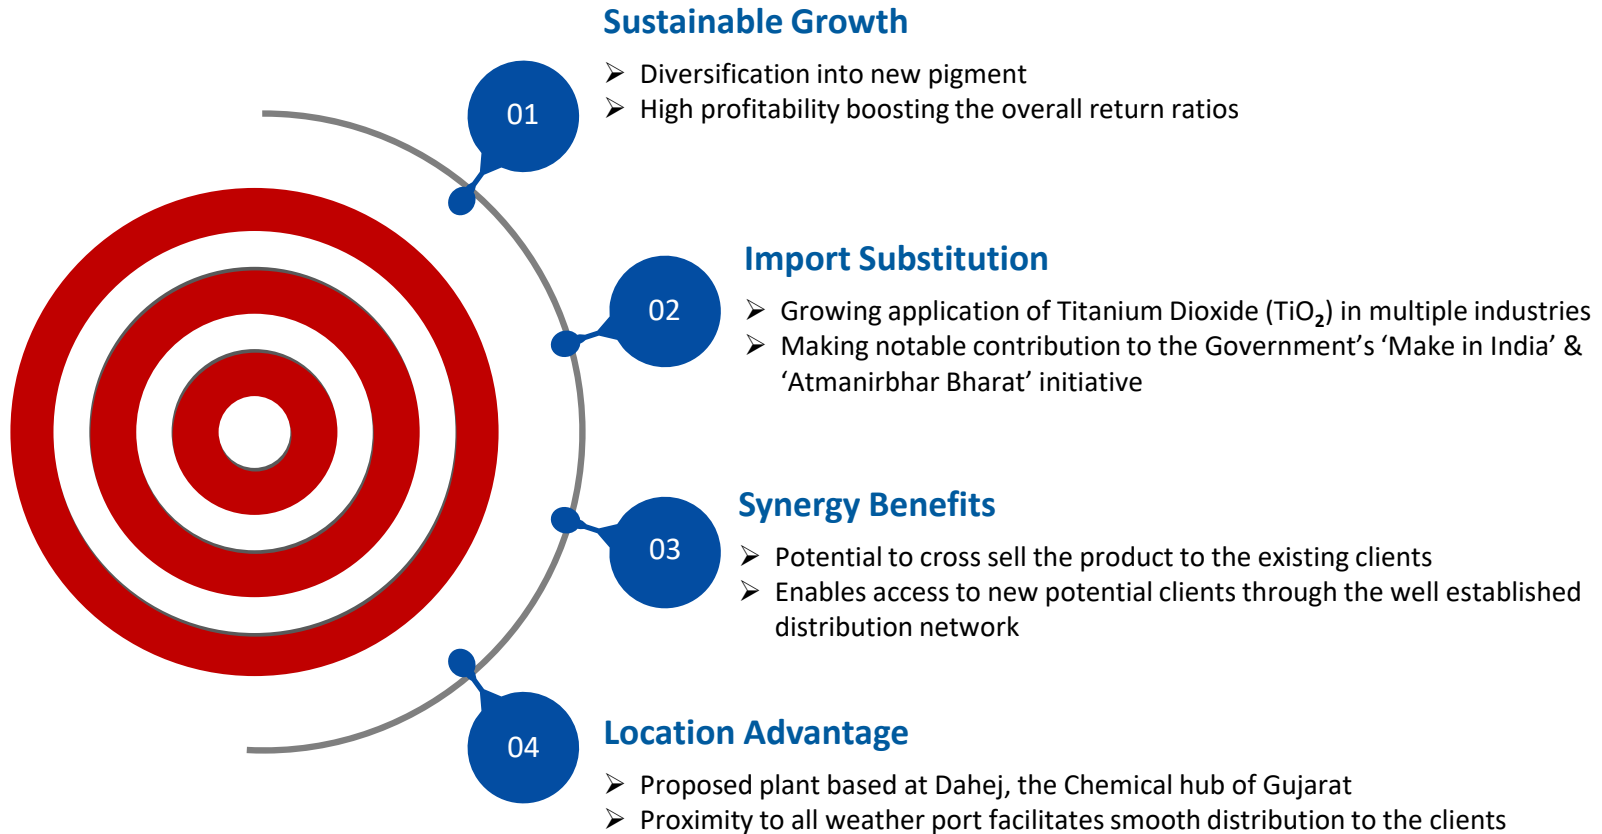 Sustainable Growth
➢ Diversification into new pigment
➢ High profitability boosting the overall return ratios
01
Import Substitution
➢ Growing application of Titanium Dioxide (TiO₂) in multiple industries
➢ Making notable contribution to the Government’s ‘Make in India’ &
‘Atmanirbhar Bharat’ initiative
02
Synergy Benefits
➢ Potential to cross sell the product to the existing clients
➢ Enables access to new potential clients through the well established
distribution network
03
Location Advantage
➢ Proposed plant based at Dahej, the Chemical hub of Gujarat
➢ Proximity to all weather port facilitates smooth distribution to the clients
04